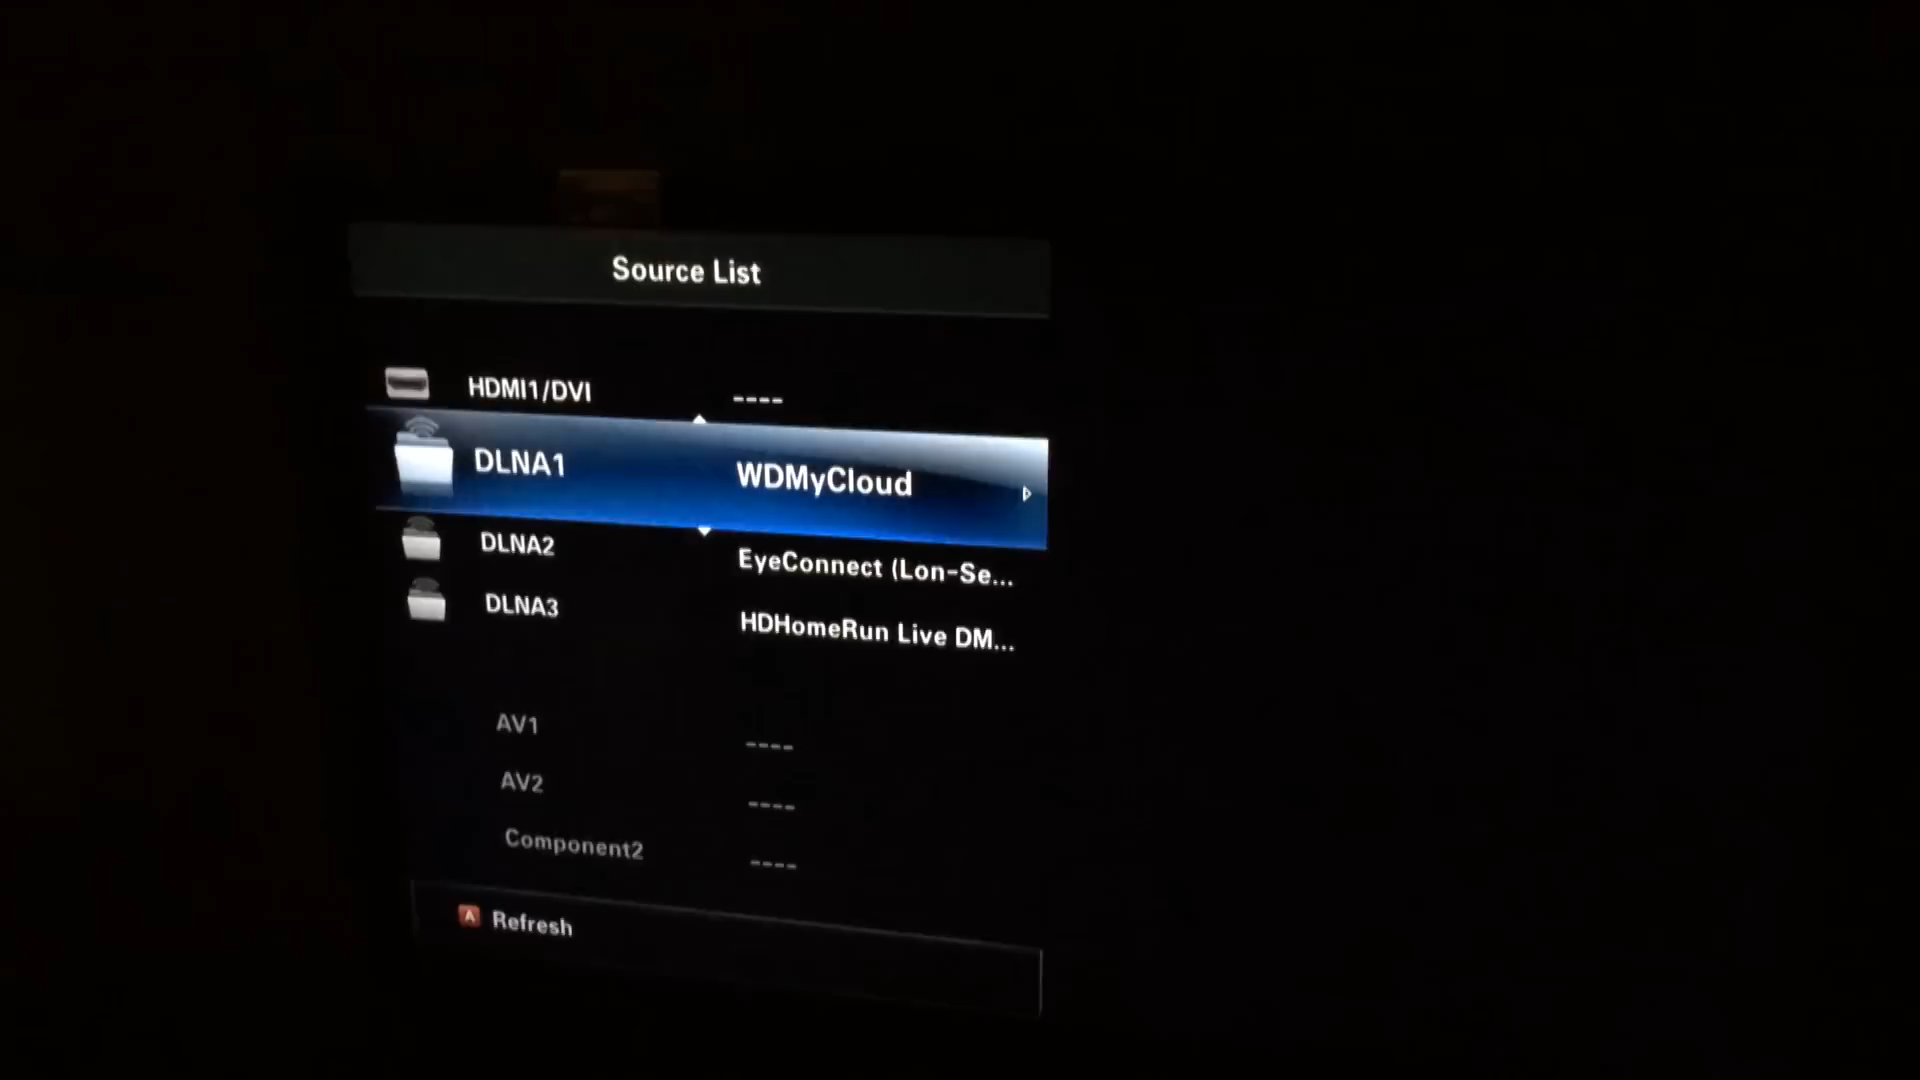 Source List
HDMI1/DVI ----
DLNA1 WDMyCloud
DLNA2 EyeConnect (Lon-Se...
DLNA3 HDHomeRun Live DM...
AV1 ----
AV2 ----
Component2 ----
A Refresh